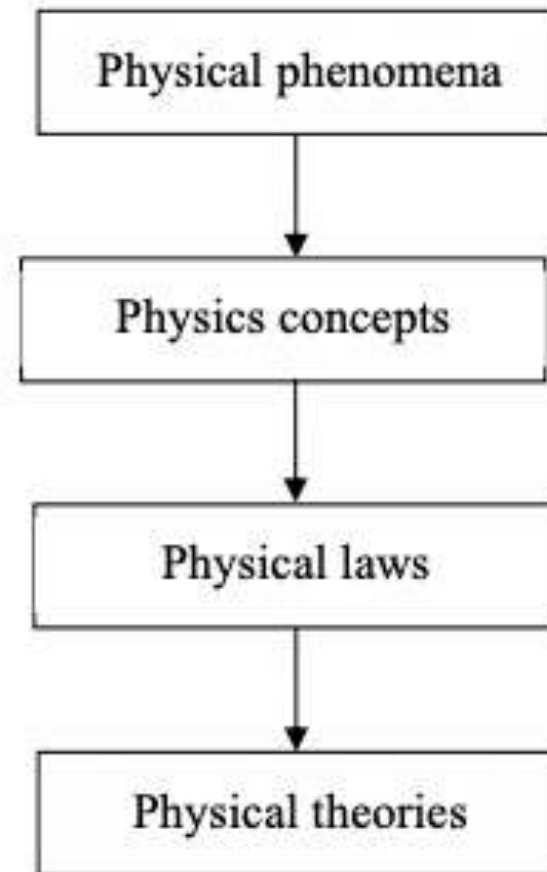 Physical phenomena
Physics concepts
Physical laws
Physical theories